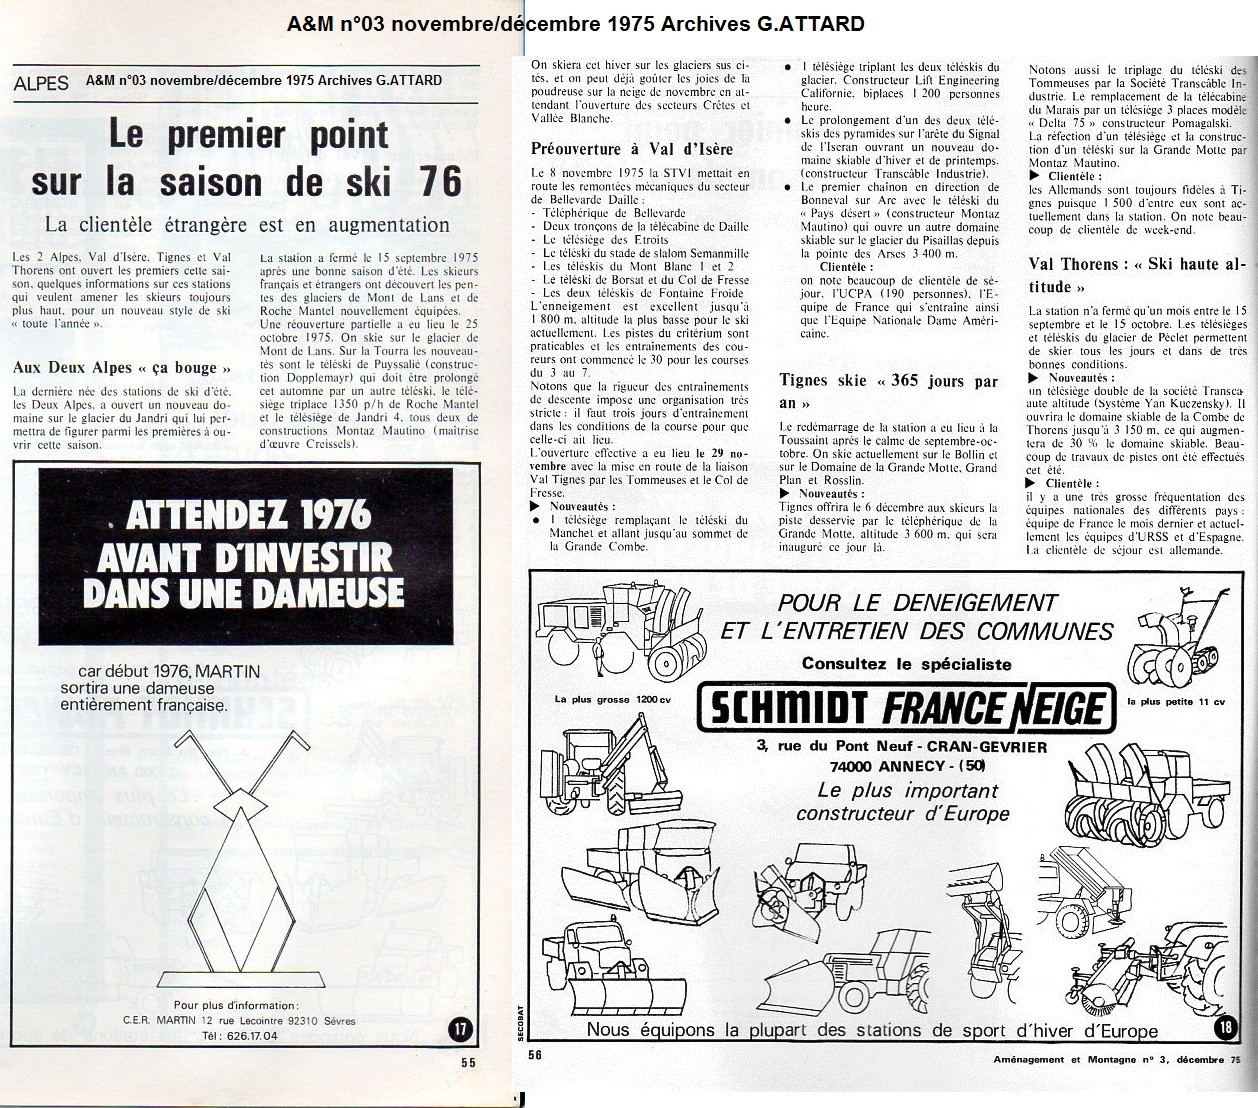 A&M n°03 novembre/décembre 1975 Archives G.ATTARD
ALPES
A&M n°03 novembre/décembre 1975 Archives G.ATTARD
Le premier point
sur la saison de ski 76
La clientèle étrangère est en augmentation
Les 2 Alpes, Val d'Isère, Tignes et Val
Thorens ont ouvert les premiers cette sai-
son, quelques informations sur ces stations
qui veulent amener les skieurs toujours
plus haut, pour un nouveau style de ski
« toute l'année ».
Aux Deux Alpes « ça bouge »
La dernière née des stations de ski d'été,
les Deux Alpes, a ouvert un nouveau do-
maine sur le glacier du Jandri qui lui per-
mettra de figurer parmi les premières à ou-
vrir cette saison.
La station a fermé le 15 septembre 1975
après une bonne saison d'été. Les skieurs
français et étrangers ont découvert les pen-
tes des glaciers de Mont de Lans et de
Roche Mantel nouvellement équipées.
Une réouverture partielle a eu lieu le 25
octobre 1975. On skie sur le glacier de
Mont de Lans. Sur la Tourra les nouveau-
tés sont le téléski de Puyssalié (construc-
tion Dopplemayr) qui doit être prolongé
cet automne par un autre téléski, le télé-
siège triplace 1350 p/h de Roche Mantel
et le télésiège de Jandri 4, tous deux de
constructions Montaz Mautino (maîtrise
d'œuvre Creissels).
ATTENDEZ 1976
AVANT D'INVESTIR
DANS UNE DAMEUSE
car début 1976, MARTIN
sortira une dameuse
entièrement française.
Pour plus d'information :
C.E.R. MARTIN 12 rue Lecointre 92310 Sèvres
Tél : 626.17.04
17
55
On skiera cet hiver sur les glaciers sus ci-
tés, et on peut déjà goûter les joies de la
poudreuse sur la neige de novembre en at-
tendant l'ouverture des secteurs Crêtes et
Vallée Blanche.
Préouverture à Val d'Isère
Le 8 novembre 1975 la STVI mettait en
route les remontées mécaniques du secteur
de Bellevarde Daille :
- Téléphérique de Bellevarde
- Deux tronçons de la télécabine de Daille
- Le télésiège des Etroits
- Le téléski du stade de slalom Semanmille
- Les téléskis du Mont Blanc 1 et 2
- Le téléski de Borsat et du Col de Fresse
- Les deux téléskis de Fontaine Froide
L'enneigement est excellent jusqu'à
1 800 m, altitude la plus basse pour le ski
actuellement. Les pistes du critérium sont
praticables et les entraînements des cou-
reurs ont commencé le 30 pour les courses
du 3 au 7.
Notons que la rigueur des entraînements
de descente impose une organisation très
stricte : il faut trois jours d'entraînement
dans les conditions de la course pour que
celle-ci ait lieu.
L'ouverture effective a eu lieu le 29 no-
vembre avec la mise en route de la liaison
Val Tignes par les Tommeuses et le Col de
Fresse.
▶ Nouveautés :
● 1 télésiège remplaçant le téléski du
Manchet et allant jusqu'au sommet de
la Grande Combe.
● 1 télésiège triplant les deux téléskis du
glacier. Constructeur Lift Engineering
Californie, biplaces 1 200 personnes
heure.
● Le prolongement d'un des deux télé-
skis des pyramides sur l'arête du Signal
de l'Iseran ouvrant un nouveau do-
maine skiable d'hiver et de printemps.
(constructeur Transcâble Industrie).
● Le premier chaînon en direction de
Bonneval sur Arc avec le téléski du
« Pays désert » (constructeur Montaz
Mautino) qui ouvre un autre domaine
skiable sur le glacier du Pisaillas depuis
la pointe des Arses 3 400 m.
Clientèle :
on note beaucoup de clientèle de sé-
jour, l'UCPA (190 personnes), l'E-
quipe de France qui s'entraîne ainsi
que l'Equipe Nationale Dame Améri-
caine.
Tignes skie « 365 jours par
an »
Le redémarrage de la station a eu lieu à la
Toussaint après le calme de septembre-oc-
tobre. On skie actuellement sur le Bollin et
sur le Domaine de la Grande Motte, Grand
Plan et Rosslin.
▶ Nouveautés :
Tignes offrira le 6 décembre aux skieurs la
piste desservie par le téléphérique de la
Grande Motte, altitude 3 600 m, qui sera
inauguré ce jour là.
Notons aussi le triplage du téléski des
Tommeuses par la Société Transcâble In-
dustrie. Le remplacement de la télécabine
du Marais par un télésiège 3 places modèle
« Delta 75 » constructeur Pomagalski.
La réfection d'un télésiège et la construc-
tion d'un téléski sur la Grande Motte par
Montaz Mautino.
▶ Clientèle :
les Allemands sont toujours fidèles à Ti-
gnes puisque 1 500 d'entre eux sont ac-
tuellement dans la station. On note beau-
coup de clientèle de week-end.
Val Thorens : « Ski haute al-
titude »
La station n'a fermé qu'un mois entre le 15
septembre et le 15 octobre. Les télésièges
et téléskis du glacier de Péclet permettent
de skier tous les jours et dans de très
bonnes conditions.
▶ Nouveautés :
un télésiège double de la société Transca
aute altitude (Système Yan Kuczensky). Il
ouvrira le domaine skiable de la Combe de
Thorens jusqu'à 3 150 m, ce qui augmen-
tera de 30 % le domaine skiable. Beau-
coup de travaux de pistes ont été effectués
cet été.
▶ Clientèle :
il y a une très grosse fréquentation des
équipes nationales des différents pays :
équipe de France le mois dernier et actuel-
lement les équipes d'URSS et d'Espagne.
La clientèle de séjour est allemande.
POUR LE DENEIGEMENT
ET L'ENTRETIEN DES COMMUNES
Consultez le spécialiste
La plus grosse 1200 cv
SCHMIDT FRANCE NEIGE
la plus petite 11 cv
3, rue du Pont Neuf - CRAN-GEVRIER
74000 ANNECY - (50)
Le plus important
constructeur d'Europe
Nous équipons la plupart des stations de sport d'hiver d'Europe
18
SECOBAT
56
Aménagement et Montagne n° 3, décembre 75